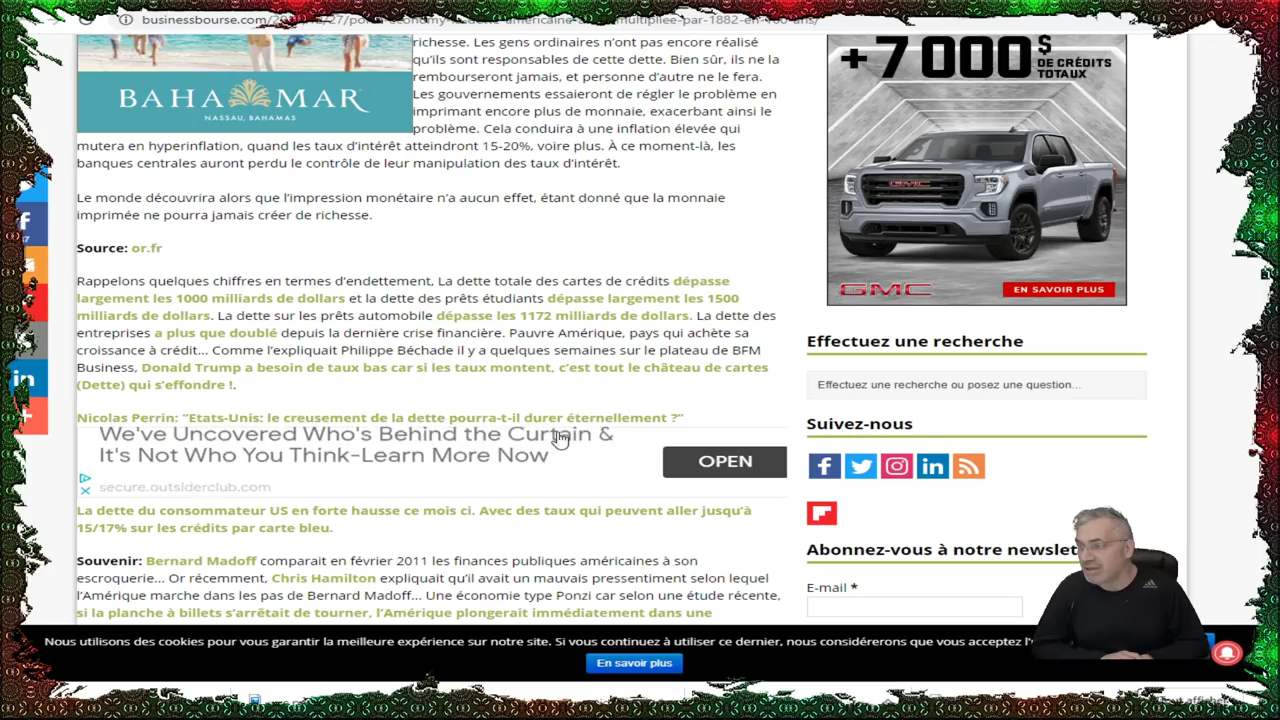 businessbourse.com/
multipliee-par-1882-en-100-ans/
richesse. Les gens ordinaires n'ont pas encore réalisé
qu'ils sont responsables de cette dette. Bien sûr, ils ne la
rembourseront jamais, et personne d'autre ne le fera.
Les gouvernements essaieront de régler le problème en
imprimant encore plus de monnaie, exacerbant ainsi le
problème. Cela conduira à une inflation élevée qui
mutera en hyperinflation, quand les taux d'intérêt atteindront 15-20%, voire plus. À ce moment-là, les
banques centrales auront perdu le contrôle de leur manipulation des taux d'intérêt.
BAHA MAR
NASSAU, BAHAMAS
Le monde découvrira alors que l'impression monétaire n'a aucun effet, étant donné que la monnaie
imprimée ne pourra jamais créer de richesse.
Source: or.fr
Rappelons quelques chiffres en termes d'endettement. La dette totale des cartes de crédits dépasse
largement les 1000 milliards de dollars et la dette des prêts étudiants dépasse largement les 1500
milliards de dollars. La dette sur les prêts automobile dépasse les 1172 milliards de dollars. La dette des
entreprises a plus que doublé depuis la dernière crise financière. Pauvre Amérique, pays qui achète sa
croissance à crédit... Comme l'expliquait Philippe Béchade il y a quelques semaines sur le plateau de BFM
Business, Donald Trump a besoin de taux bas car si les taux montent, c'est tout le château de cartes
(Dette) qui s'effondre !.
Nicolas Perrin: "Etats-Unis: le creusement de la dette pourra-t-il durer éternellement ?"
We've Uncovered Who's Behind the Curtain &
It's Not Who You Think-Learn More Now
OPEN
secure.outsiderclub.com
La dette du consommateur US en forte hausse ce mois ci. Avec des taux qui peuvent aller jusqu'à
15/17% sur les crédits par carte bleu.
Souvenir: Bernard Madoff comparait en février 2011 les finances publiques américaines à son
escroquerie... Or récemment, Chris Hamilton expliquait qu'il avait un mauvais pressentiment selon lequel
l'Amérique marche dans les pas de Bernard Madoff... Une économie type Ponzi car selon une étude récente,
si la planche à billets s'arrêtait de tourner, l'Amérique plongerait immédiatement dans une
+7 000$
DE CRÉDITS
TOTAUX
GMC
GMC
EN SAVOIR PLUS
Effectuez une recherche
Effectuez une recherche ou posez une question...
Suivez-nous
Abonnez-vous à notre
E-mail *
adidas
Nous utilisons des cookies pour vous garantir la meilleure expérience sur notre site. Si vous continuez à utiliser ce dernier, nous considérerons que vous acceptez
En savoir plus